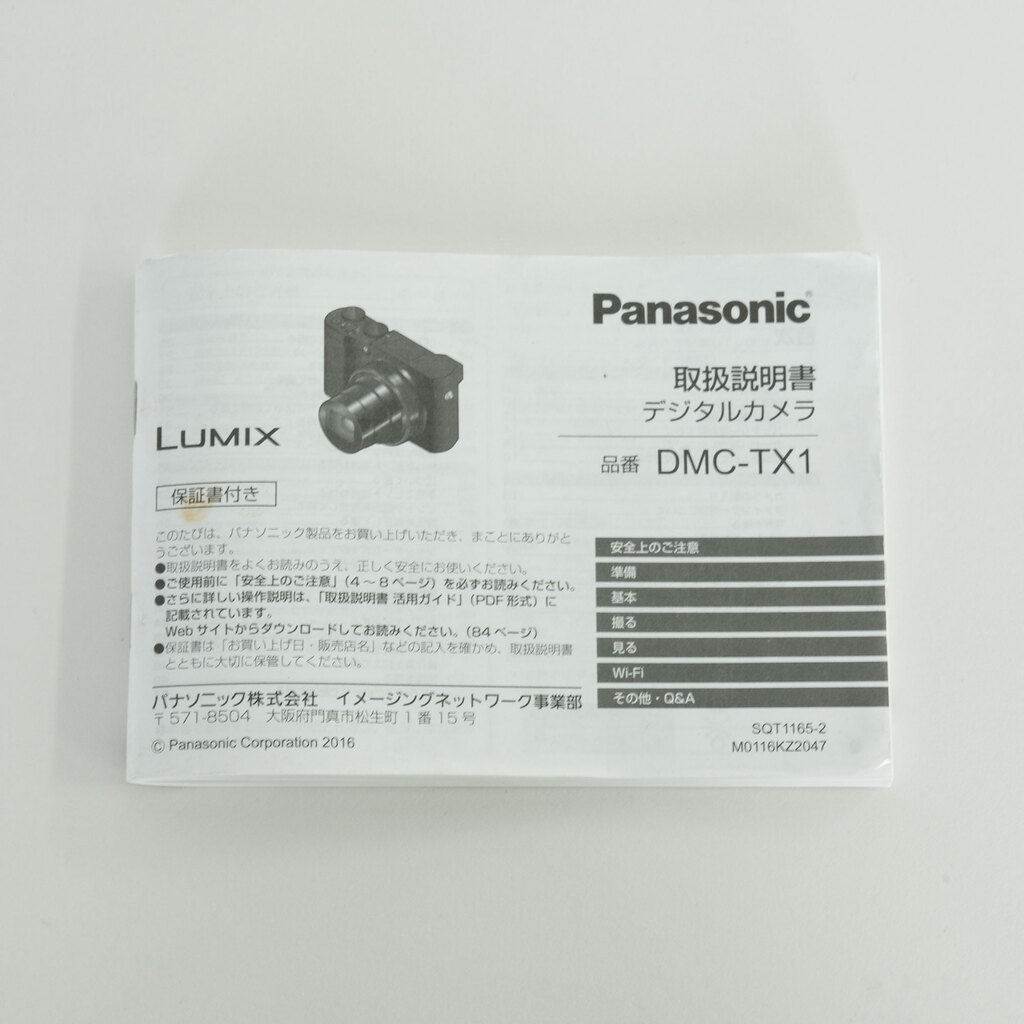 Panasonic®
取扱説明書
デジタルカメラ
品番 DMC-TX1
LUMIX
保証書付き
このたびは、パナソニック製品をお買い上げいただき、まことにありがと
うございます。
●取扱説明書をよくお読みのうえ、正しく安全にお使いください。
●ご使用前に「安全上のご注意」(4～8ページ)を必ずお読みください。
●さらに詳しい操作説明は、「取扱説明書 活用ガイド」(PDF形式)に
記載されています。
Webサイトからダウンロードしてお読みください。(84ページ)
●保証書は「お買い上げ日・販売店名」などの記入を確かめ、取扱説明書
とともに大切に保管してください。
パナソニック株式会社 イメージングネットワーク事業部
〒571-8504 大阪府門真市松生町1番15号
© Panasonic Corporation 2016
安全上のご注意
準備
基本
撮る
見る
Wi-Fi
その他・Q&A
SQT1165-2
M0116KZ2047